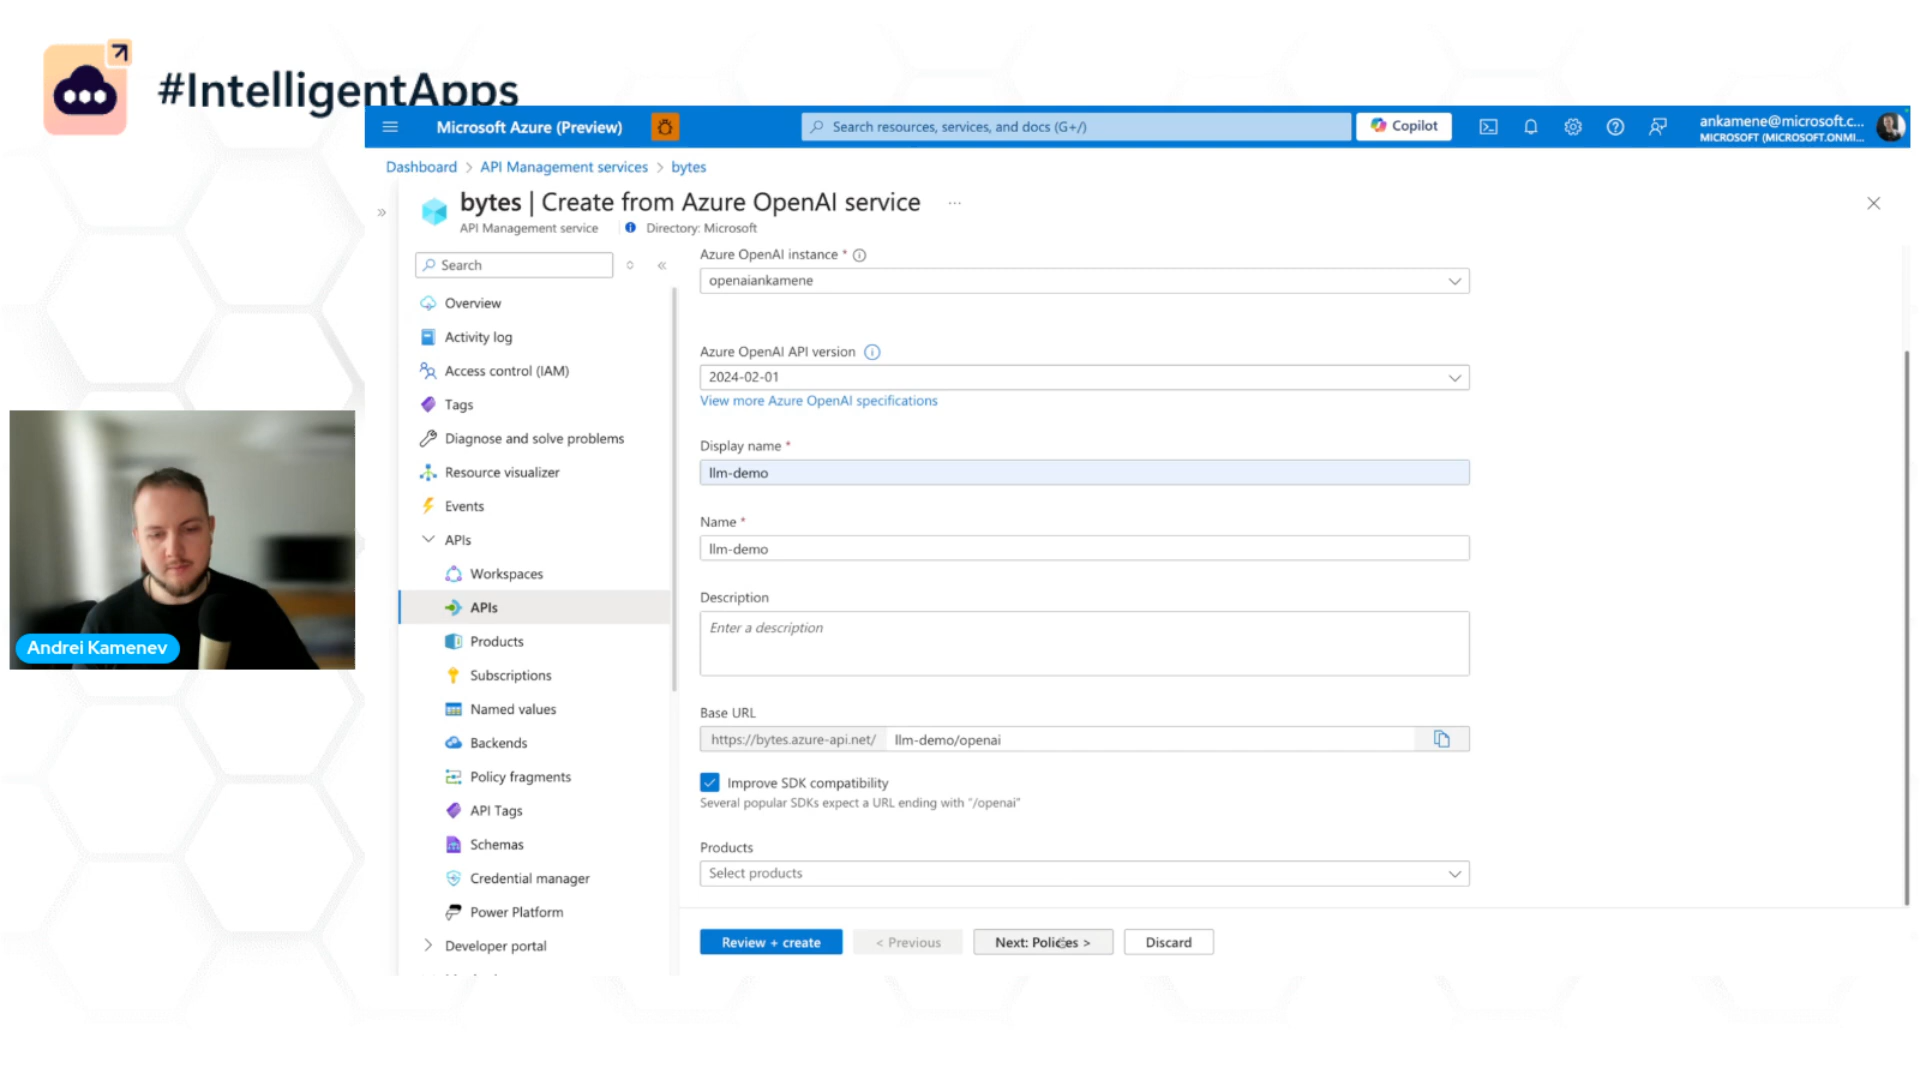 #IntelligentApps
Microsoft Azure (Preview)
Search resources, services, and docs (G+/)
Copilot
ankamene@microsoft.c...
MICROSOFT (MICROSOFT.ONMI...
Dashboard > API Management services > bytes
bytes | Create from Azure OpenAI service ...
API Management service
Directory: Microsoft
Search
Overview
Activity log
Access control (IAM)
Tags
Diagnose and solve problems
Resource visualizer
Events
APIs
Workspaces
APIs
Products
Subscriptions
Named values
Backends
Policy fragments
API Tags
Schemas
Credential manager
Power Platform
Developer portal
Azure OpenAI instance *
openaiankamene
Azure OpenAI API version
2024-02-01
View more Azure OpenAI specifications
Display name *
llm-demo
Name *
llm-demo
Description
Enter a description
Base URL
https://bytes.azure-api.net/ llm-demo/openai
Improve SDK compatibility
Several popular SDKs expect a URL ending with "/openai"
Products
Select products
Review + create
< Previous
Next: Policies >
Discard
Andrei Kamenev